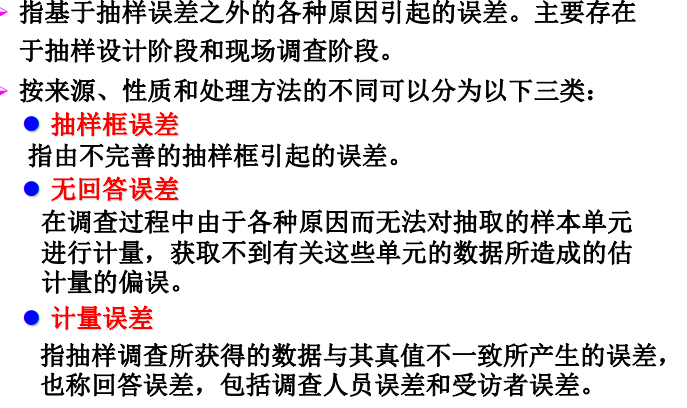 指基于抽样误差之外的各种原因引起的误差。主要存在
于抽样设计阶段和现场调查阶段。
按来源、性质和处理方法的不同可以分为以下三类：
抽样框误差
指由不完善的抽样框引起的误差。
无回答误差
在调查过程中由于各种原因而无法对抽取的样本单元
进行计量，获取不到有关这些单元的数据所造成的估
计量的偏误。
计量误差
指抽样调查所获得的数据与其真值不一致所产生的误差，
也称回答误差，包括调查人员误差和受访者误差。